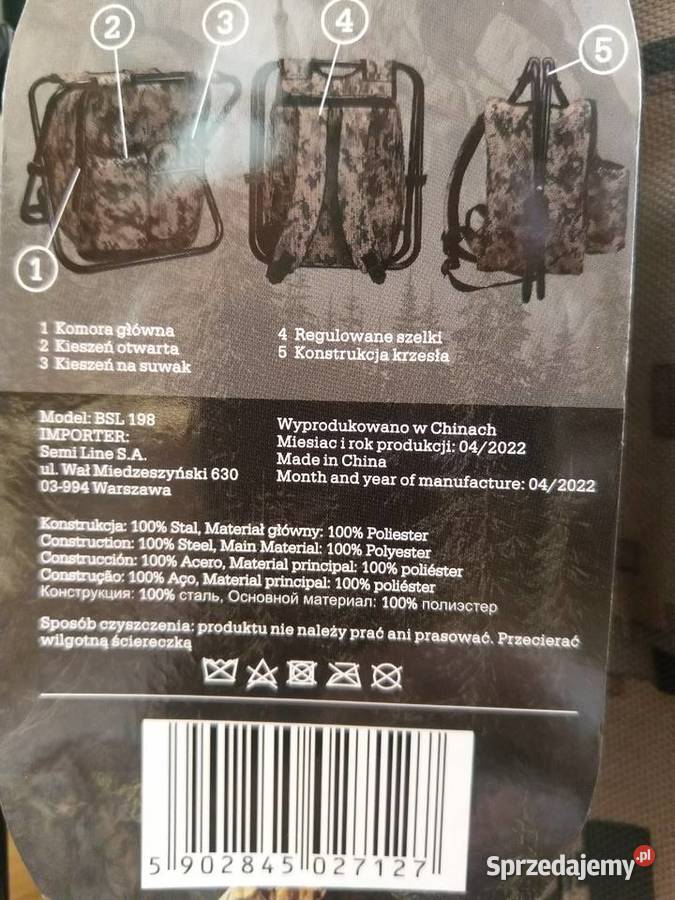 2
3
4
5
1
1 Komora główna
2 Kieszeń otwarta
3 Kieszeń na suwak
4 Regulowane szelki
5 Konstrukcja krzesła
Model: BSL 198
IMPORTER:
Semi Line S.A.
ul. Wał Miedzeszyński 630
03-994 Warszawa
Wyprodukowano w Chinach
Miesiac i rok produkcji: 04/2022
Made in China
Month and year of manufacture: 04/2022
Konstrukcja: 100% Stal, Materiał główny: 100% Poliester
Construction: 100% Steel, Main Material: 100% Polyester
Construcción: 100% Acero, Material principal: 100% poliéster
Construção: 100% Aço, Material principal: 100% poliéster
Конструкция: 100% сталь, Основной материал: 100% полиэстер
Sposób czyszczenia: produktu nie należy prać ani prasować. Przecierać
wilgotną ściereczką
5 902845 027127
Sprzedajemy.pl